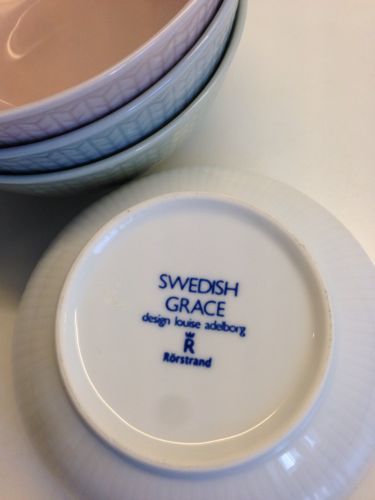 SWEDISH
GRACE
design louise adelborg
R
Rörstrand